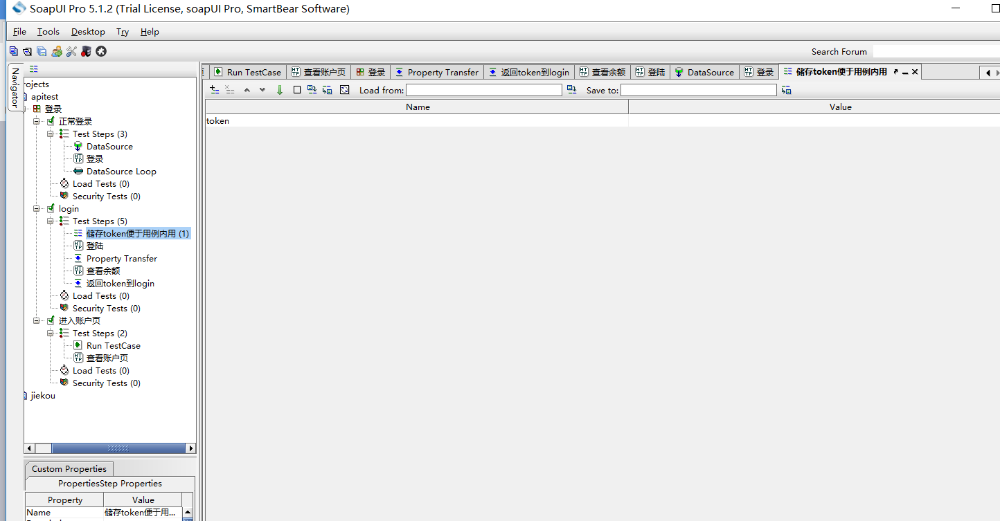 SoapUI Pro 5.1.2 (Trial License, soapUI Pro, SmartBear Software)
File Tools Desktop Try Help
Search Forum
Navigator
Run TestCase 查看账户页 登录 Property Transfer 返回token到login 查看余额 登陆 DataSource 登录 储存token便于用例内用
Load from: Save to:
Name Value
token
rojects
apitest
登录
正常登录
Test Steps (3)
DataSource
登录
DataSource Loop
Load Tests (0)
Security Tests (0)
login
Test Steps (5)
储存token便于用例内用 (1)
登陆
Property Transfer
查看余额
返回token到login
Load Tests (0)
Security Tests (0)
进入账户页
Test Steps (2)
Run TestCase
查看账户页
Load Tests (0)
Security Tests (0)
jiekou
Custom Properties
PropertiesStep Properties
Property Value
Name 储存token便于用...